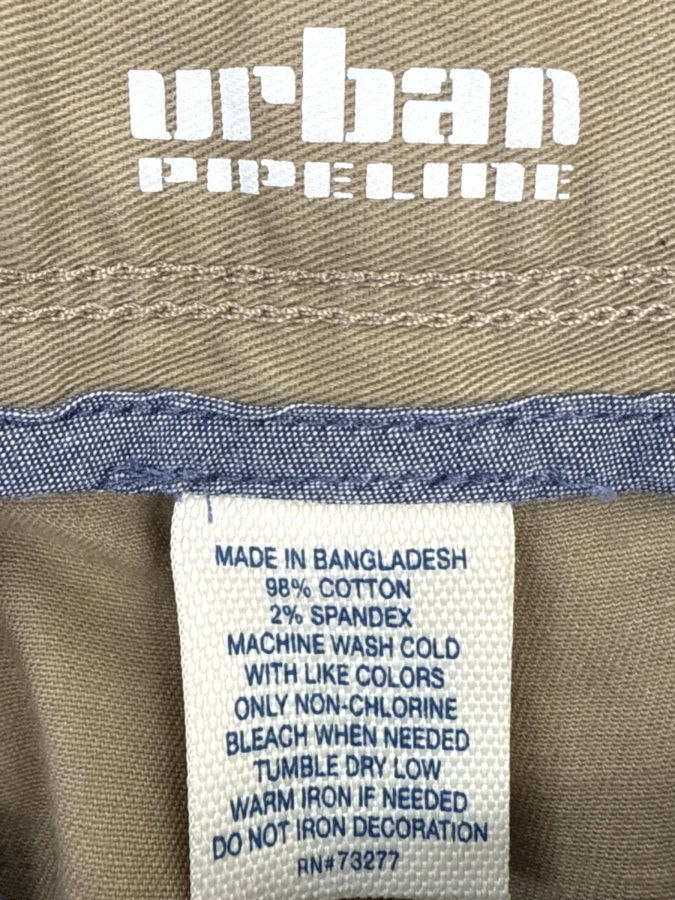 urban
PIPELINE
MADE IN BANGLADESH
98% COTTON
2% SPANDEX
MACHINE WASH COLD
WITH LIKE COLORS
ONLY NON-CHLORINE
BLEACH WHEN NEEDED
TUMBLE DRY LOW
WARM IRON IF NEEDED
DO NOT IRON DECORATION
RN#73277